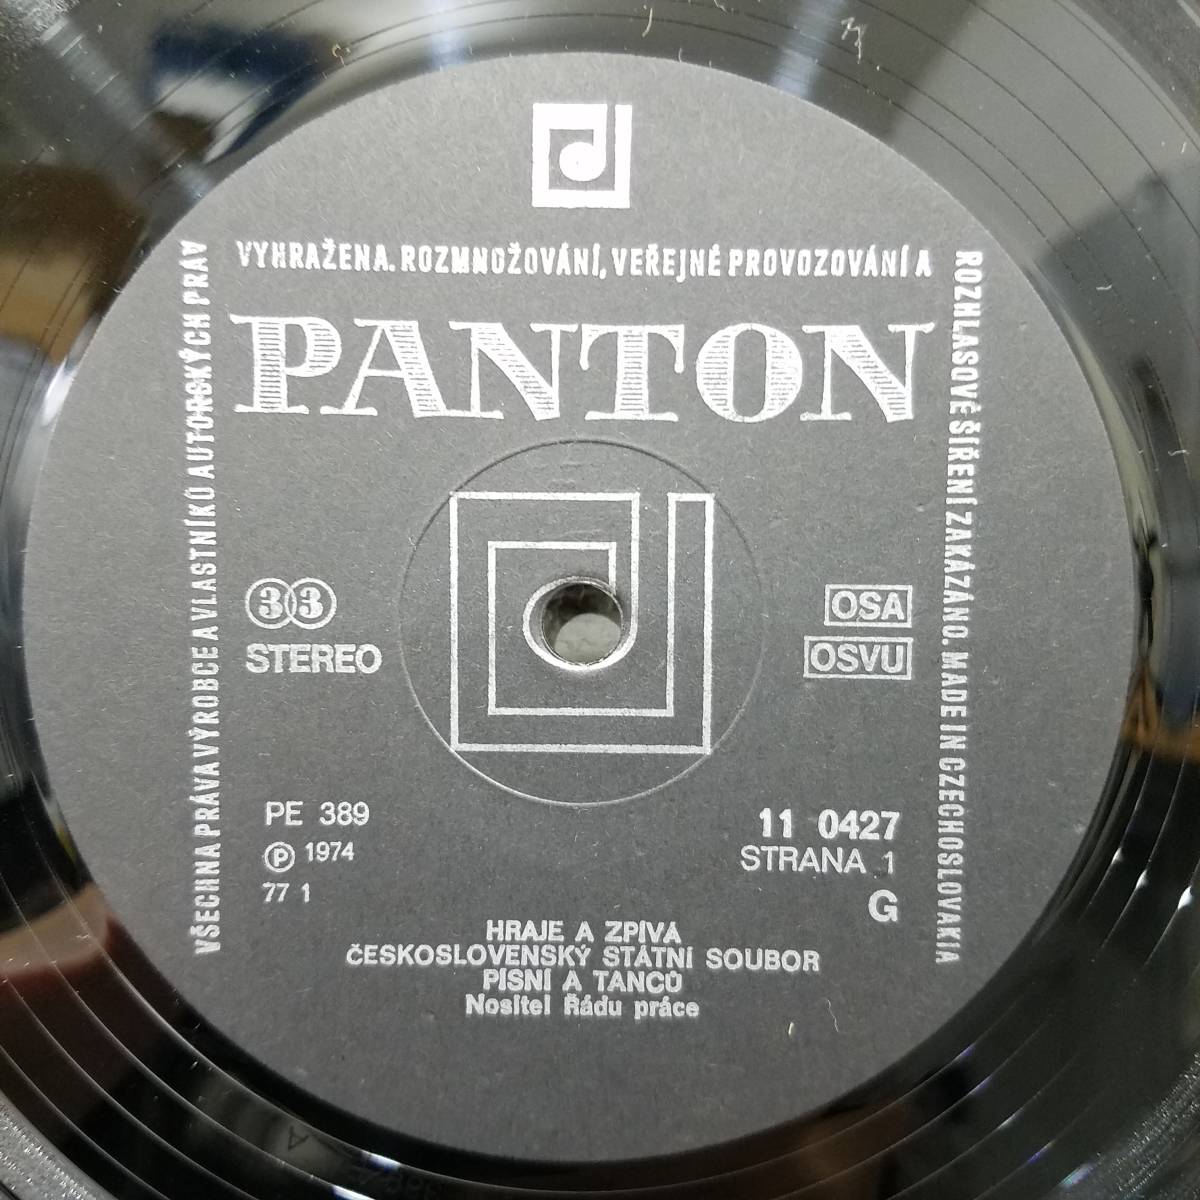 VŠECHNA PRÁVA VÝROBCE A VLASTNÍKŮ AUTORSKÝCH PRÁV
VYHRAŽENA. ROZMNOŽOVÁNÍ, VEŘEJNÉ PROVOZOVÁNÍ A
ROZHLASOVÉ ŠÍŘENÍ ZAKÁZÁNO. MADE IN CZECHOSLOVAKIA
PANTON
33
STEREO
OSA
OSVU
PE 389
Ⓟ 1974
77 1
11 0427
STRANA 1
G
HRAJE A ZPÍVÁ
ČESKOSLOVENSKÝ STÁTNÍ SOUBOR
PÍSNÍ A TANCŮ
Nositel Řádu práce